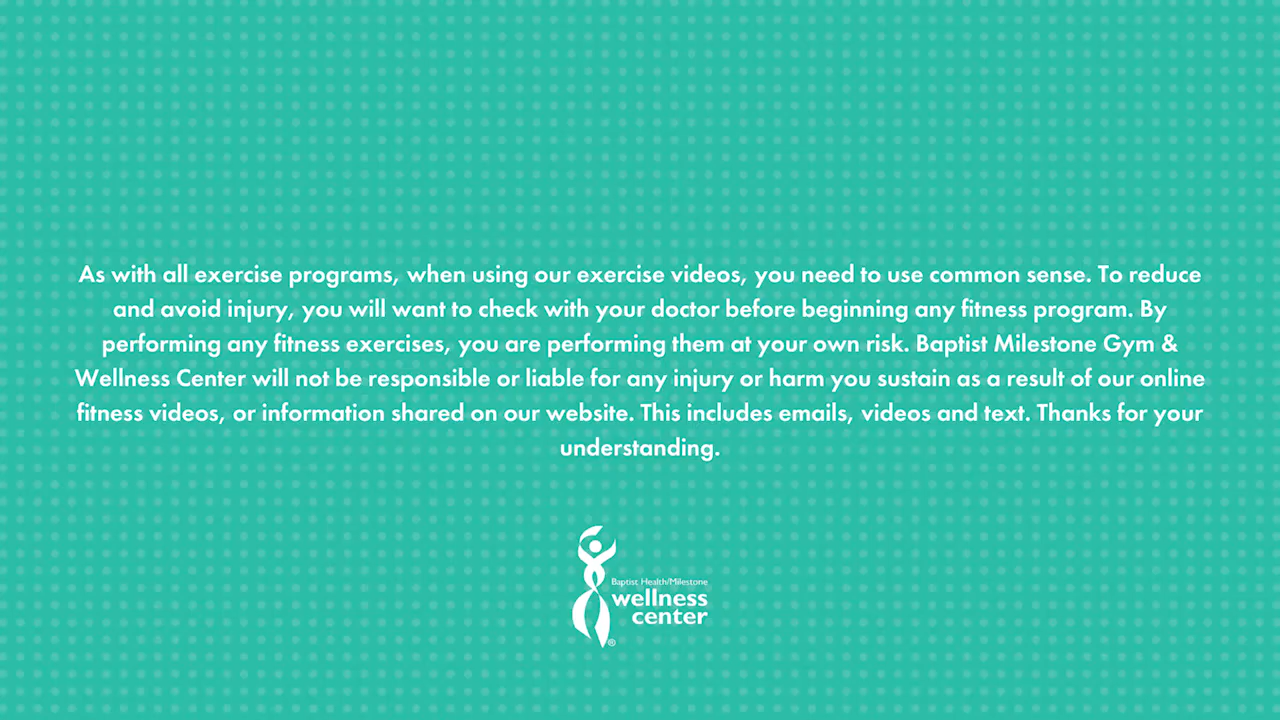 As with all exercise programs, when using our exercise videos, you need to use common sense. To reduce
and avoid injury, you will want to check with your doctor before beginning any fitness program. By
performing any fitness exercises, you are performing them at your own risk. Baptist Milestone Gym &
Wellness Center will not be responsible or liable for any injury or harm you sustain as a result of our online
fitness videos, or information shared on our website. This includes emails, videos and text. Thanks for your
understanding.
Baptist Health/Milestone
wellness
center
®